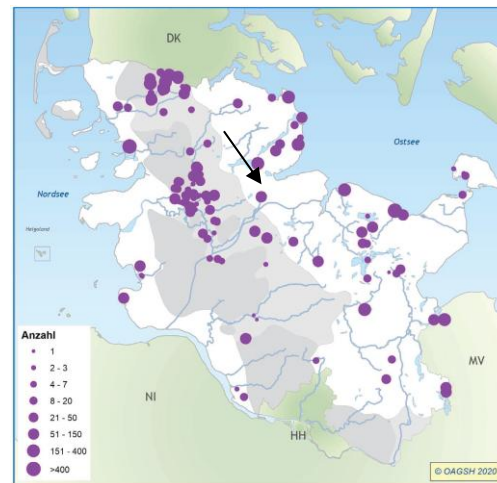 DK
Ostsee
Nordsee
Helgoland
Anzahl
1
2 - 3
4 - 7
8 - 20
21 - 50
51 - 150
151 - 400
>400
MV
NI
HH
© OAGSH 2020